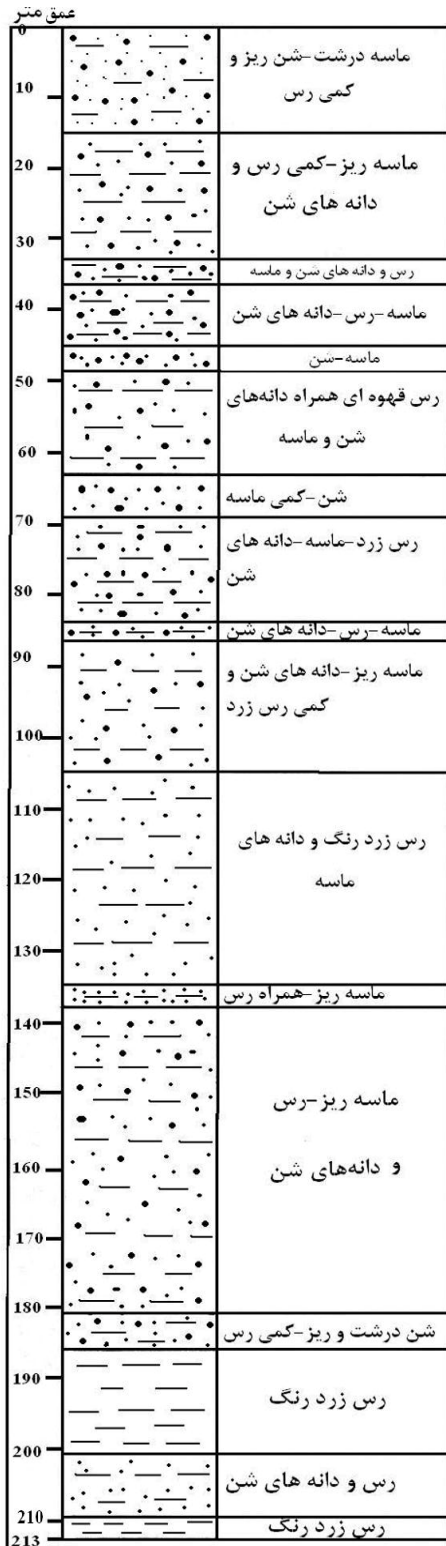 عمق متر
0
ماسه درشت-شن ریز و
کمی رس
10
ماسه ریز-کمی رس و
دانه های شن
20
30
رس و دانه های شن و ماسه
ماسه-رس-دانه های شن
40
ماسه-شن
50
رس قهوه ای همراه دانه‌های
شن و ماسه
60
شن-کمی ماسه
70
رس زرد-ماسه-دانه های
شن
80
ماسه-رس-دانه های شن
90
ماسه ریز-دانه های شن و
کمی رس زرد
100
110
رس زرد رنگ و دانه های
ماسه
120
130
ماسه ریز-همراه رس
140
ماسه ریز-رس
و دانه‌های شن
150
160
170
180
شن درشت و ریز-کمی رس
190
رس زرد رنگ
200
رس و دانه های شن
210
رس زرد رنگ
213